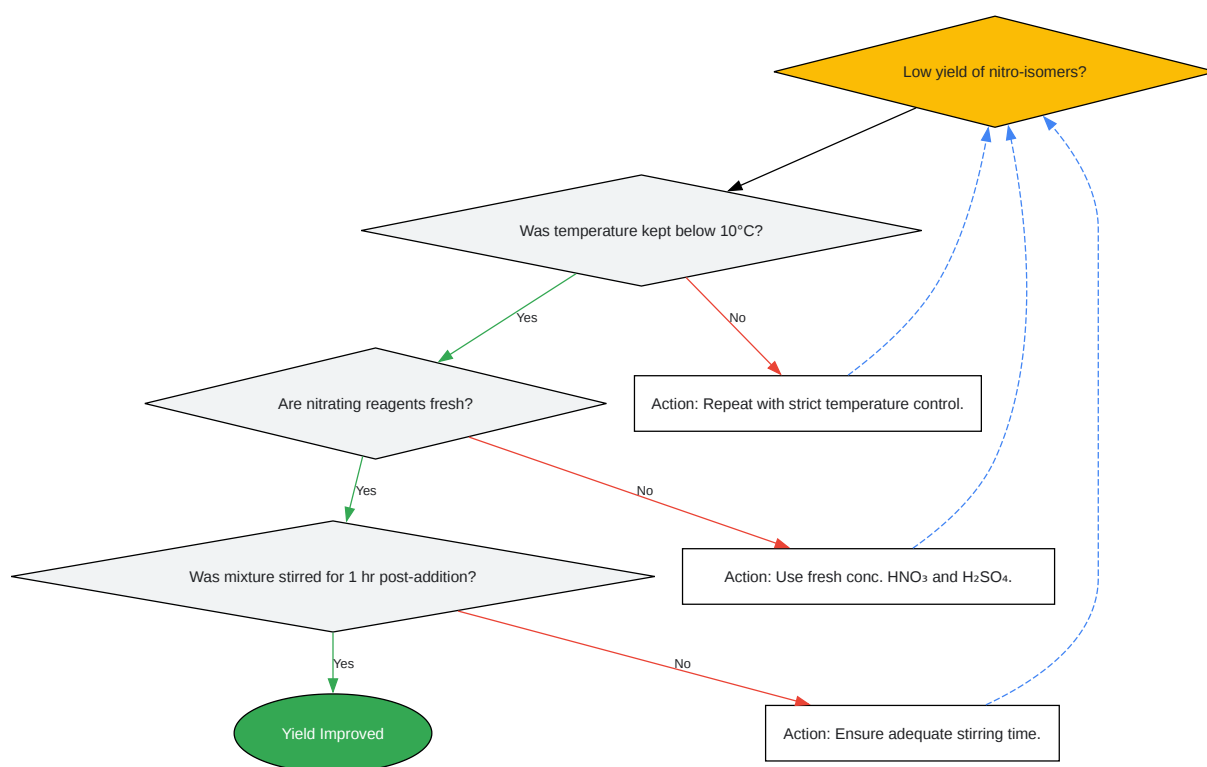 Low yield of nitro-isomers?
Was temperature kept below 10°C?
Yes
No
Are nitrating reagents fresh?
Action: Repeat with strict temperature control.
Yes
No
Was mixture stirred for 1 hr post-addition?
Action: Use fresh conc. HNO₃ and H₂SO₄.
Yes
No
Yield Improved
Action: Ensure adequate stirring time.